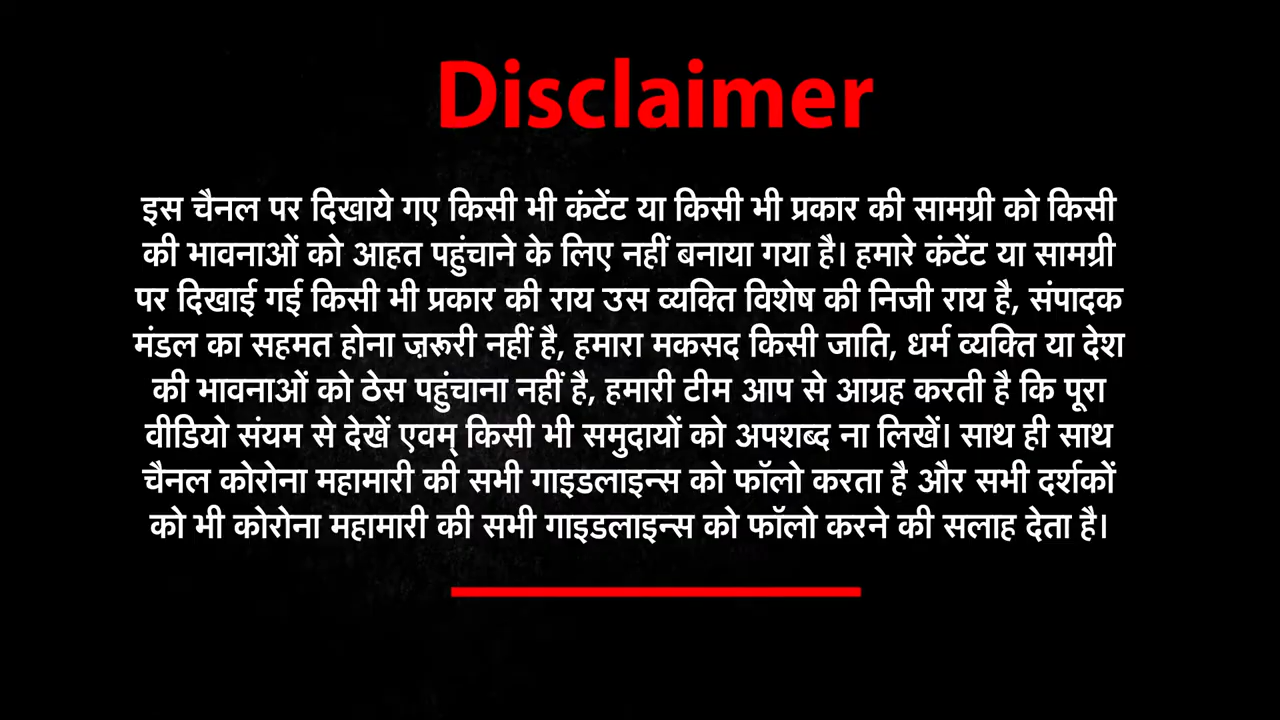 Disclaimer
इस चैनल पर दिखाये गए किसी भी कंटेंट या किसी भी प्रकार की सामग्री को किसी
की भावनाओं को आहत पहुंचाने के लिए नहीं बनाया गया है। हमारे कंटेंट या सामग्री
पर दिखाई गई किसी भी प्रकार की राय उस व्यक्ति विशेष की निजी राय है, संपादक
मंडल का सहमत होना ज़रूरी नहीं है, हमारा मकसद किसी जाति, धर्म व्यक्ति या देश
की भावनाओं को ठेस पहुंचाना नहीं है, हमारी टीम आप से आग्रह करती है कि पूरा
वीडियो संयम से देखें एवम् किसी भी समुदायों को अपशब्द ना लिखें। साथ ही साथ
चैनल कोरोना महामारी की सभी गाइडलाइन्स को फॉलो करता है और सभी दर्शकों
को भी कोरोना महामारी की सभी गाइडलाइन्स को फॉलो करने की सलाह देता है।